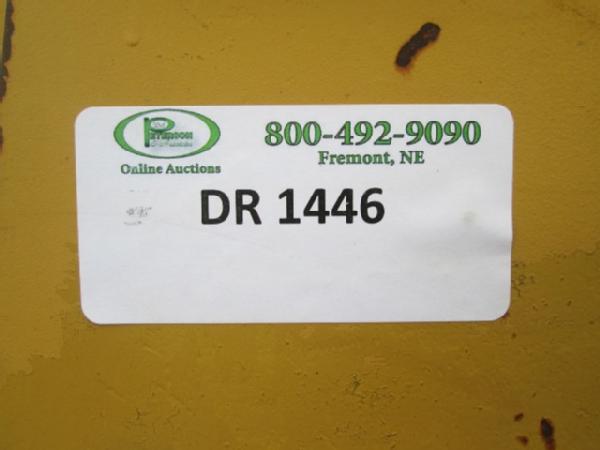 800-492-9090
Fremont, NE
Online Auctions
DR 1446